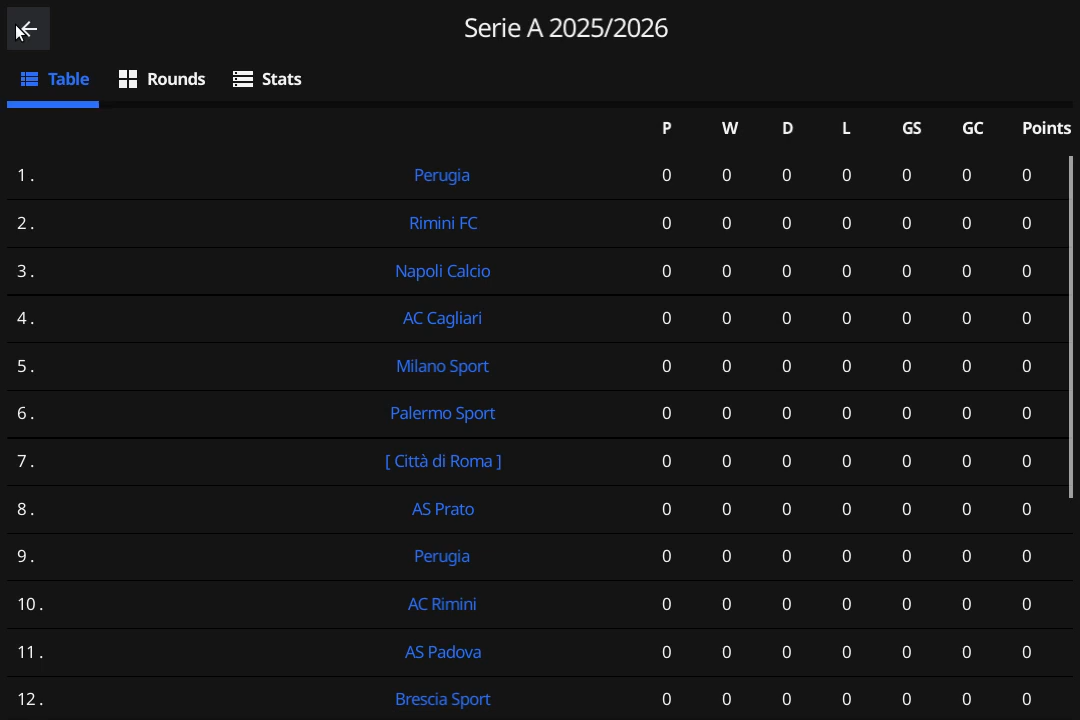 Serie A 2025/2026
Table Rounds Stats
P W D L GS GC Points
1 . Perugia 0 0 0 0 0 0 0
2 . Rimini FC 0 0 0 0 0 0 0
3 . Napoli Calcio 0 0 0 0 0 0 0
4 . AC Cagliari 0 0 0 0 0 0 0
5 . Milano Sport 0 0 0 0 0 0 0
6 . Palermo Sport 0 0 0 0 0 0 0
7 . [ Città di Roma ] 0 0 0 0 0 0 0
8 . AS Prato 0 0 0 0 0 0 0
9 . Perugia 0 0 0 0 0 0 0
10 . AC Rimini 0 0 0 0 0 0 0
11 . AS Padova 0 0 0 0 0 0 0
12 . Brescia Sport 0 0 0 0 0 0 0